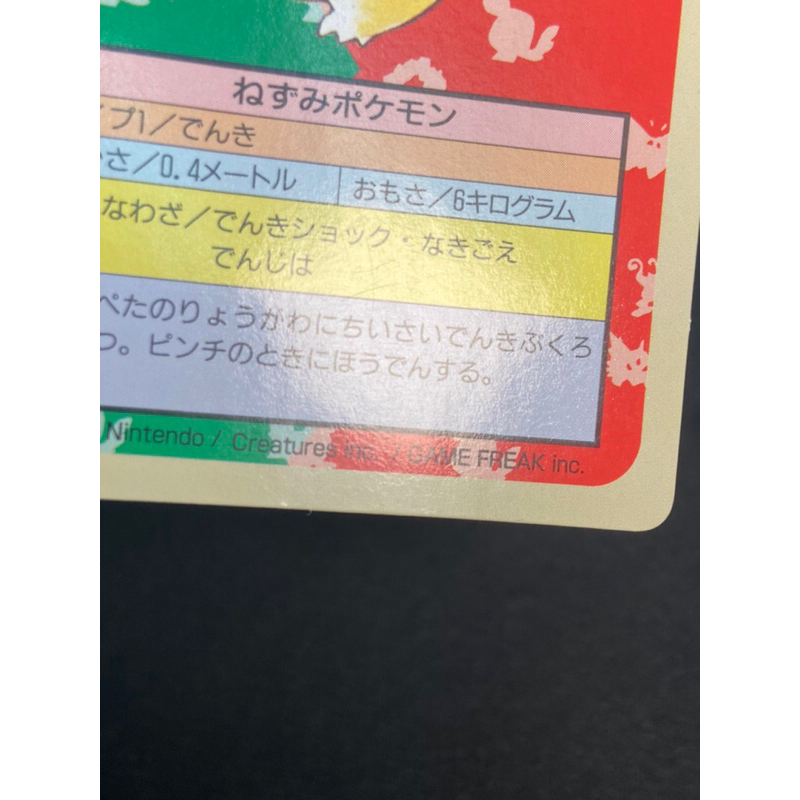 ねずみポケモン
プ1/でんき
さ/0.4メートル おもさ/6キログラム
なわざ/でんきショック・なきごえ
でんじは
ぺたのりょうがわにちいさいでんきぶくろ
つ。ピンチのときにほうでんする。
Nintendo / Creatures inc. / GAME FREAK inc.